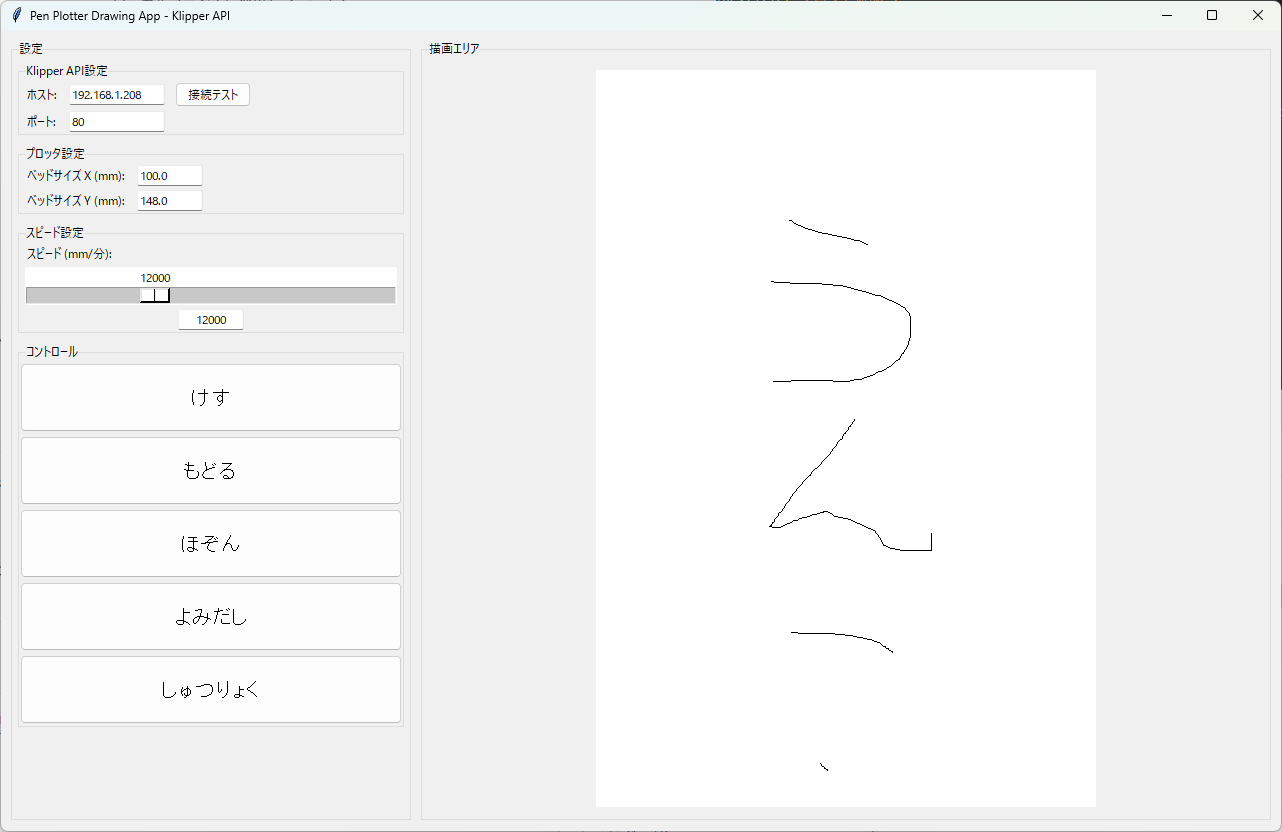 Pen Plotter Drawing App - Klipper API
設定
Klipper API設定
ホスト: 192.168.1.208 接続テスト
ポート: 80
プロッタ設定
ベッドサイズ X (mm): 100.0
ベッドサイズ Y (mm): 148.0
スピード設定
スピード (mm/分):
12000
12000
コントロール
けす
もどる
ほぞん
よみだし
しゅつりょく
描画エリア